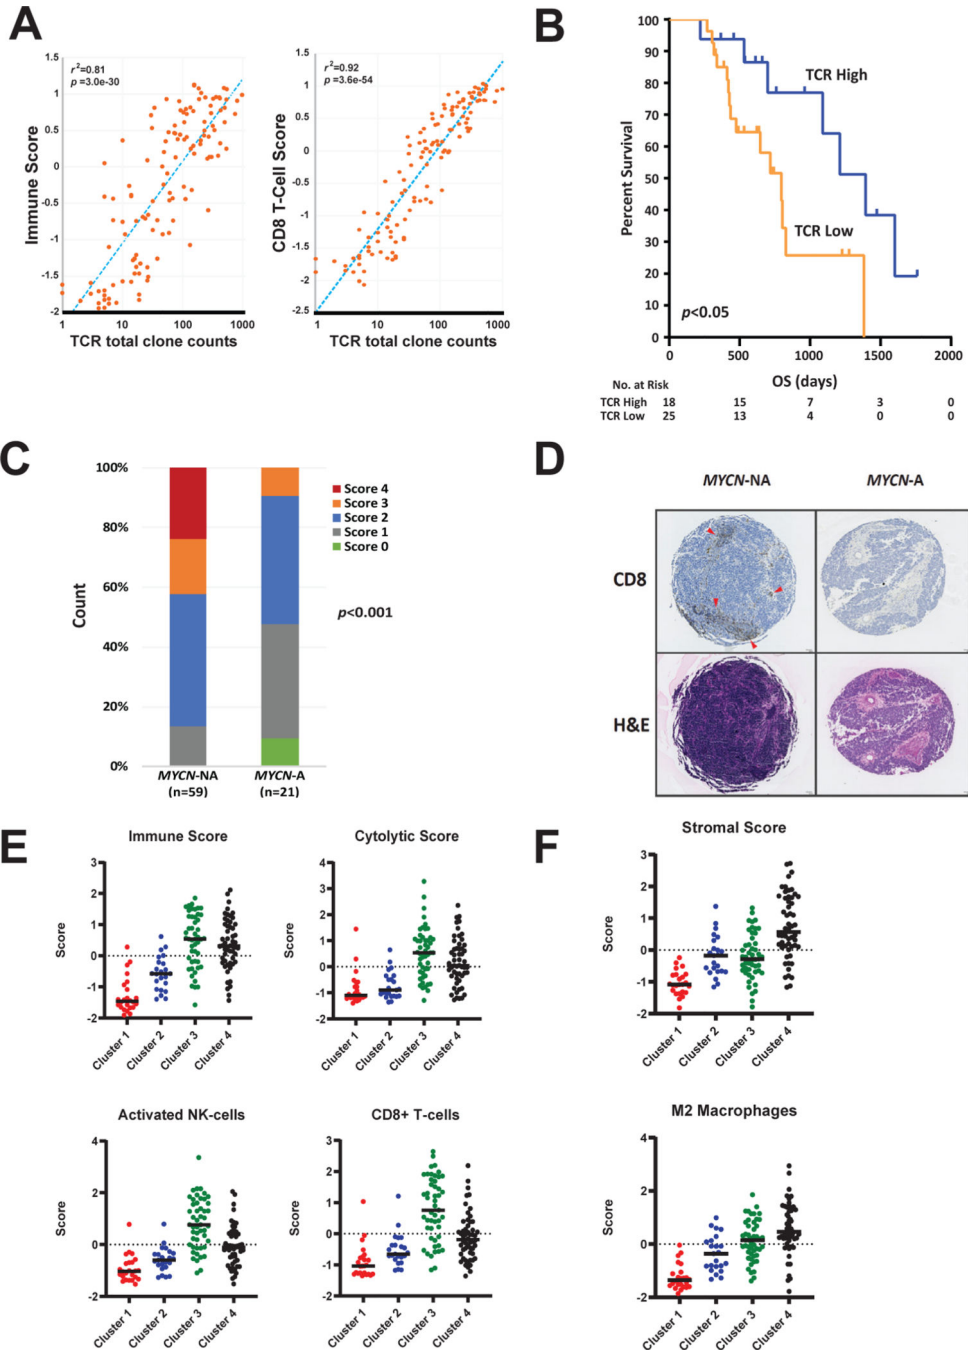 A
1.5
1
0.5
0
-0.5
-1
-1.5
-2
Immune Score
r²=0.81
p =3.0e-30
1 10 100 1000
TCR total clone counts
1.5
1
0.5
0
-0.5
-1
-1.5
-2
-2.5
CD8 T-Cell Score
r²=0.92
p =3.6e-54
1 10 100 1000
TCR total clone counts
B
100
90
80
70
60
50
40
30
20
10
0
Percent Survival
TCR High
TCR Low
p<0.05
0 500 1000 1500 2000
OS (days)
No. at Risk
TCR High 18 15 7 3 0
TCR Low 25 13 4 0 0
C
100%
80%
60%
40%
20%
0%
Count
Score 4
Score 3
Score 2
Score 1
Score 0
p<0.001
MYCN-NA MYCN-A
(n=59) (n=21)
D
MYCN-NA MYCN-A
CD8
H&E
E
Immune Score
3
2
1
0
-1
-2
Score
Cluster 1 Cluster 2 Cluster 3 Cluster 4
Cytolytic Score
4
3
2
1
0
-1
-2
Score
Cluster 1 Cluster 2 Cluster 3 Cluster 4
Activated NK-cells
4
2
0
-2
Score
Cluster 1 Cluster 2 Cluster 3 Cluster 4
CD8+ T-cells
3
2
1
0
-1
-2
Score
Cluster 1 Cluster 2 Cluster 3 Cluster 4
F
Stromal Score
3
2
1
0
-1
-2
Score
Cluster 1 Cluster 2 Cluster 3 Cluster 4
M2 Macrophages
4
2
0
-2
Score
Cluster 1 Cluster 2 Cluster 3 Cluster 4